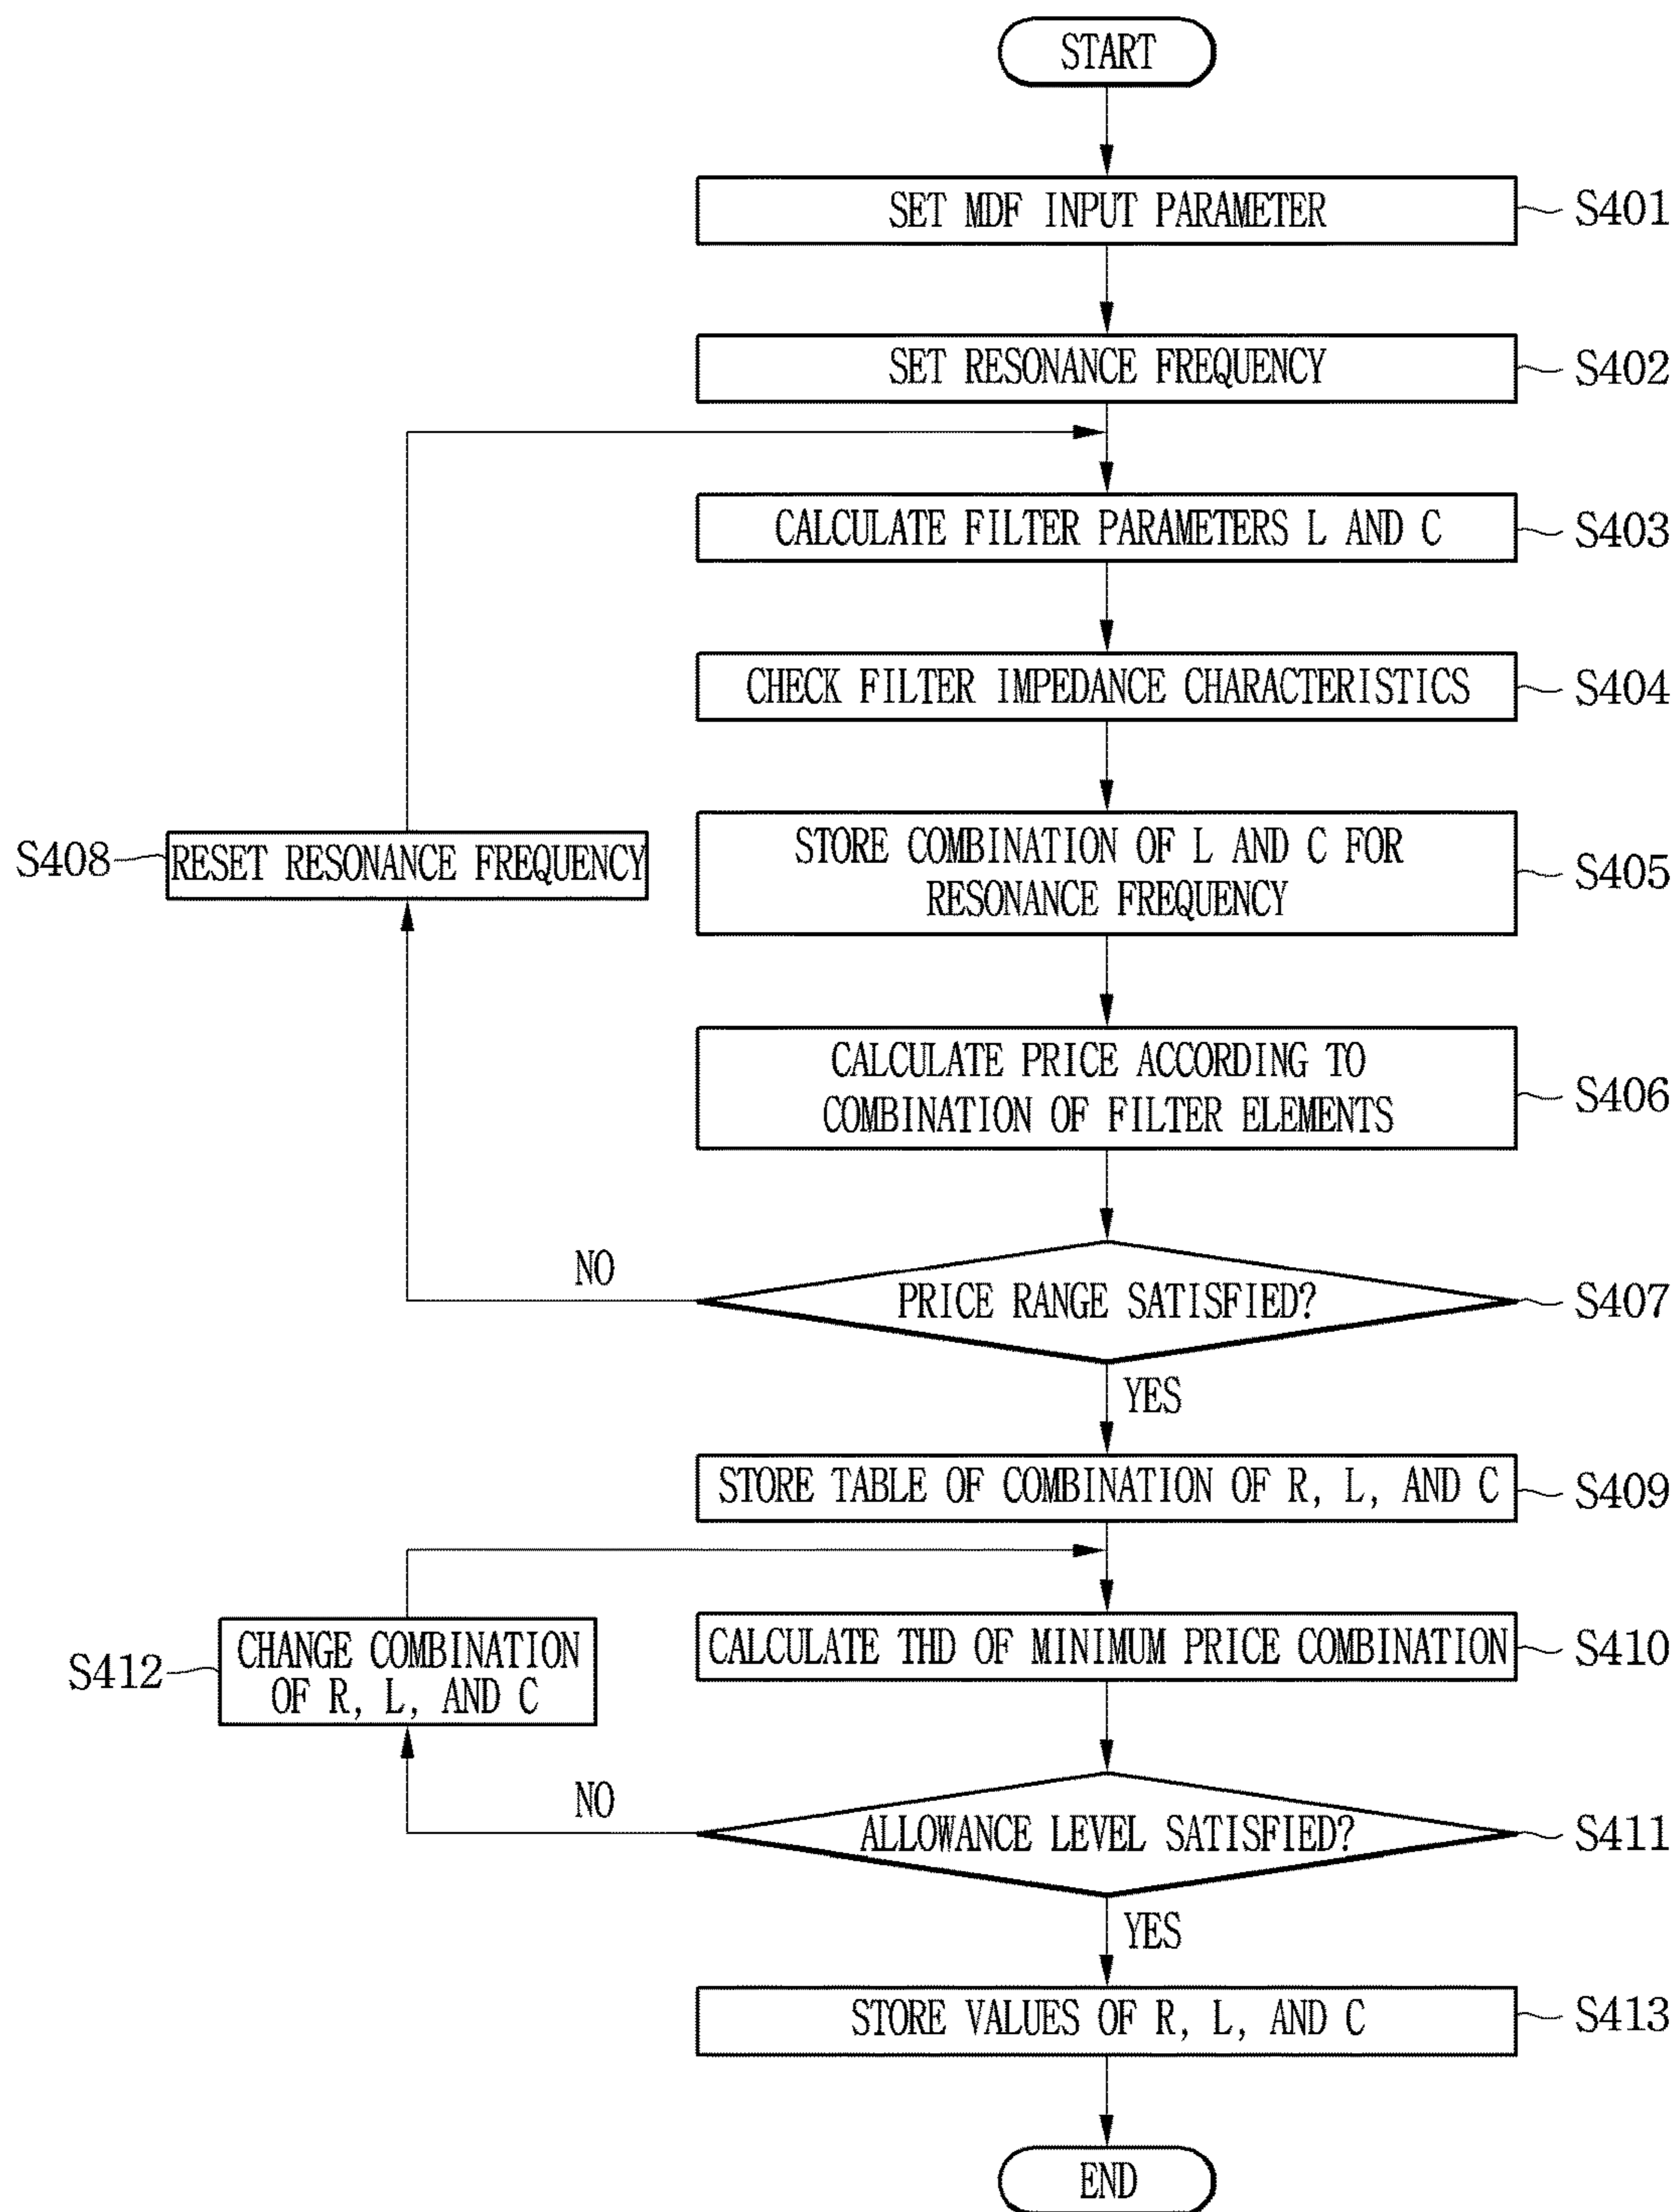 START
SET MDF INPUT PARAMETER
S401
SET RESONANCE FREQUENCY
S402
CALCULATE FILTER PARAMETERS L AND C
S403
CHECK FILTER IMPEDANCE CHARACTERISTICS
S404
STORE COMBINATION OF L AND C FOR
RESONANCE FREQUENCY
S405
S408
RESET RESONANCE FREQUENCY
CALCULATE PRICE ACCORDING TO
COMBINATION OF FILTER ELEMENTS
S406
NO
PRICE RANGE SATISFIED?
S407
YES
STORE TABLE OF COMBINATION OF R, L, AND C
S409
S412
CHANGE COMBINATION
OF R, L, AND C
CALCULATE THD OF MINIMUM PRICE COMBINATION
S410
NO
ALLOWANCE LEVEL SATISFIED?
S411
YES
STORE VALUES OF R, L, AND C
S413
END